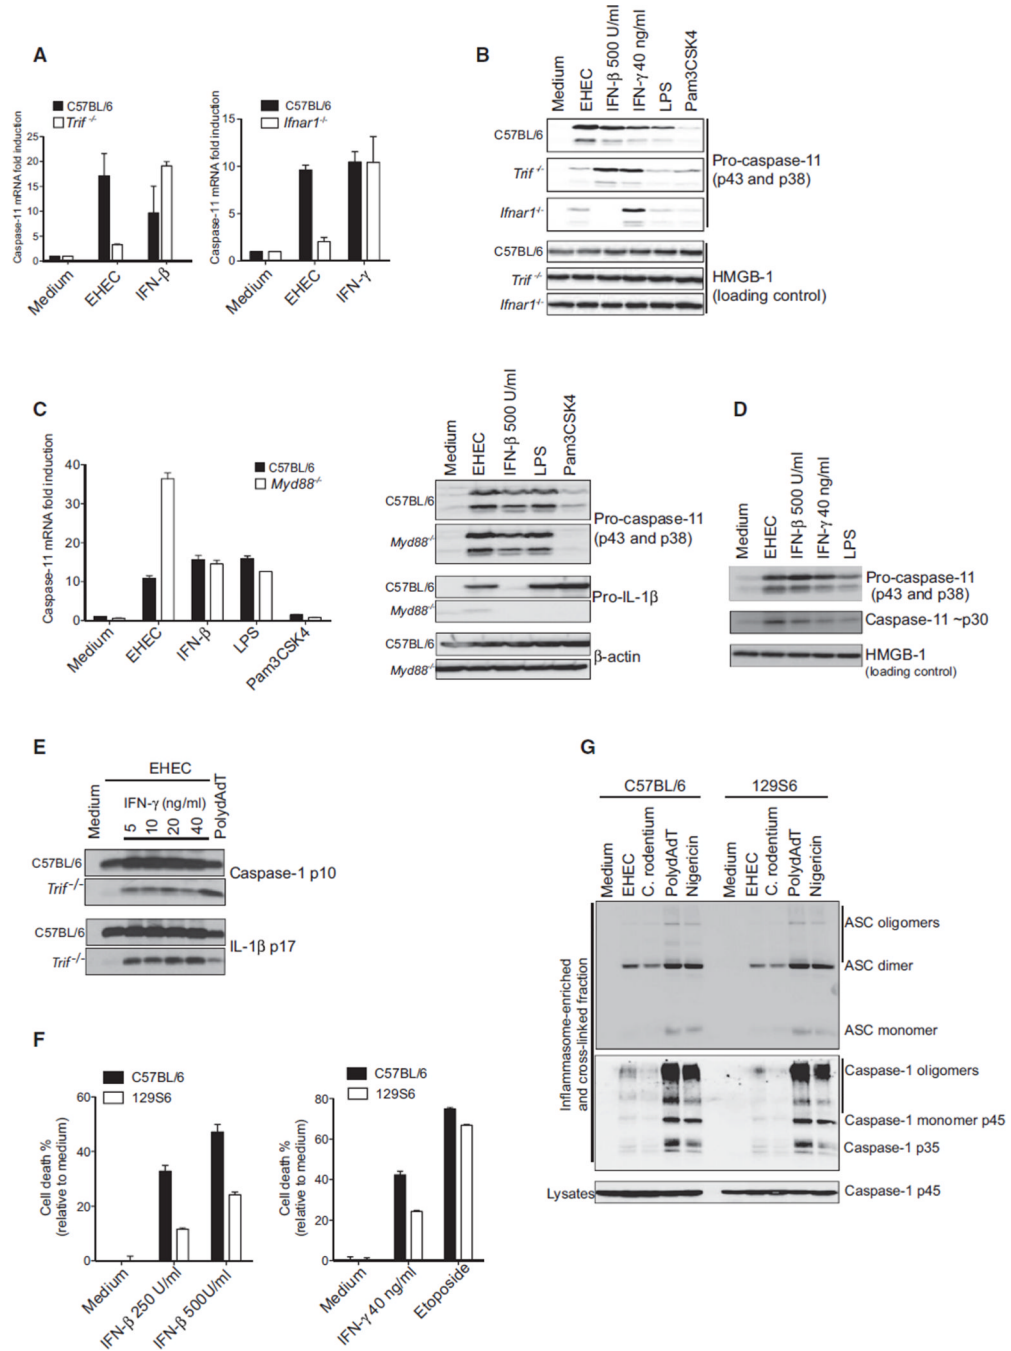 A
C57BL/6
Trif -/-
Caspase-11 mRNA fold induction
25
20
15
10
5
0
Medium
EHEC
IFN-β
C57BL/6
Ifnar1-/-
Caspase-11 mRNA fold induction
15
10
5
0
Medium
EHEC
IFN-γ
B
Medium
EHEC
IFN-β 500 U/ml
IFN-γ 40 ng/ml
LPS
Pam3CSK4
C57BL/6
Trif -/-
Ifnar1-/-
Pro-caspase-11
(p43 and p38)
C57BL/6
Trif -/-
Ifnar1-/-
HMGB-1
(loading control)
C
Caspase-11 mRNA fold induction
40
30
20
10
0
C57BL/6
Myd88-/-
Medium
EHEC
IFN-β
LPS
Pam3CSK4
Medium
EHEC
IFN-β 500 U/ml
LPS
Pam3CSK4
C57BL/6
Myd88-/-
Pro-caspase-11
(p43 and p38)
C57BL/6
Myd88-/-
Pro-IL-1β
C57BL/6
Myd88-/-
β-actin
D
Medium
EHEC
IFN-β 500 U/ml
IFN-γ 40 ng/ml
LPS
Pro-caspase-11
(p43 and p38)
Caspase-11 ~p30
HMGB-1
(loading control)
E
EHEC
IFN-γ (ng/ml)
Medium
5
10
20
40
PolydAdT
C57BL/6
Trif-/-
Caspase-1 p10
C57BL/6
Trif-/-
IL-1β p17
F
C57BL/6
129S6
Cell death %
(relative to medium)
60
40
20
0
Medium
IFN-β 250 U/ml
IFN-β 500U/ml
C57BL/6
129S6
Cell death %
(relative to medium)
80
60
40
20
0
Medium
IFN-γ 40 ng/ml
Etoposide
G
C57BL/6
129S6
Medium
EHEC
C. rodentium
PolydAdT
Nigericin
Medium
EHEC
C. rodentium
PolydAdT
Nigericin
Inflammasome-enriched
and cross-linked fraction
ASC oligomers
ASC dimer
ASC monomer
Caspase-1 oligomers
Caspase-1 monomer p45
Caspase-1 p35
Lysates
Caspase-1 p45